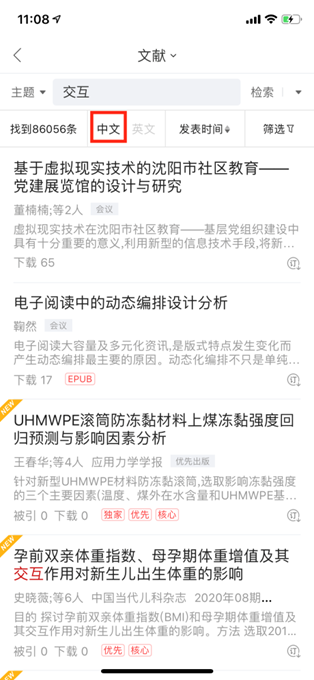 11:08
文献
主题 交互 检索
找到86056条 中文 英文 发表时间 筛选
基于虚拟现实技术的沈阳市社区教育——
党建展览馆的设计与研究
董楠楠;等2人 会议
虚拟现实技术在沈阳市社区教育——基层党组织建设中
具有十分重要的意义,利用新型的信息技术手段,将新...
下载 65
订
电子阅读中的动态编排设计分析
鞠然 会议
电子阅读大容量及多元化资讯,是版式特点发生变化而
产生动态编排最主要的原因。动态化编排不只是单纯...
下载 17 EPUB
订
NEW
UHMWPE滚筒防冻黏材料上煤冻黏强度回
归预测与影响因素分析
王春华;等4人 应用力学学报 优先出版
针对新型UHMWPE材料防冻黏滚筒,选取影响冻黏强度
的三个主要因素(温度、煤外在水含量和UHMWPE基...
被引 0 下载 0 独家 优先 核心
订
NEW
孕前双亲体重指数、母孕期体重增值及其
交互作用对新生儿出生体重的影响
史晓薇;等6人 中国当代儿科杂志 2020年08期...
目的 探讨孕前双亲体重指数(BMI)和母孕期体重增值及
其交互作用对新生儿出生体重的影响。方法 选取201...
被引 0 下载 0 优先 核心
订